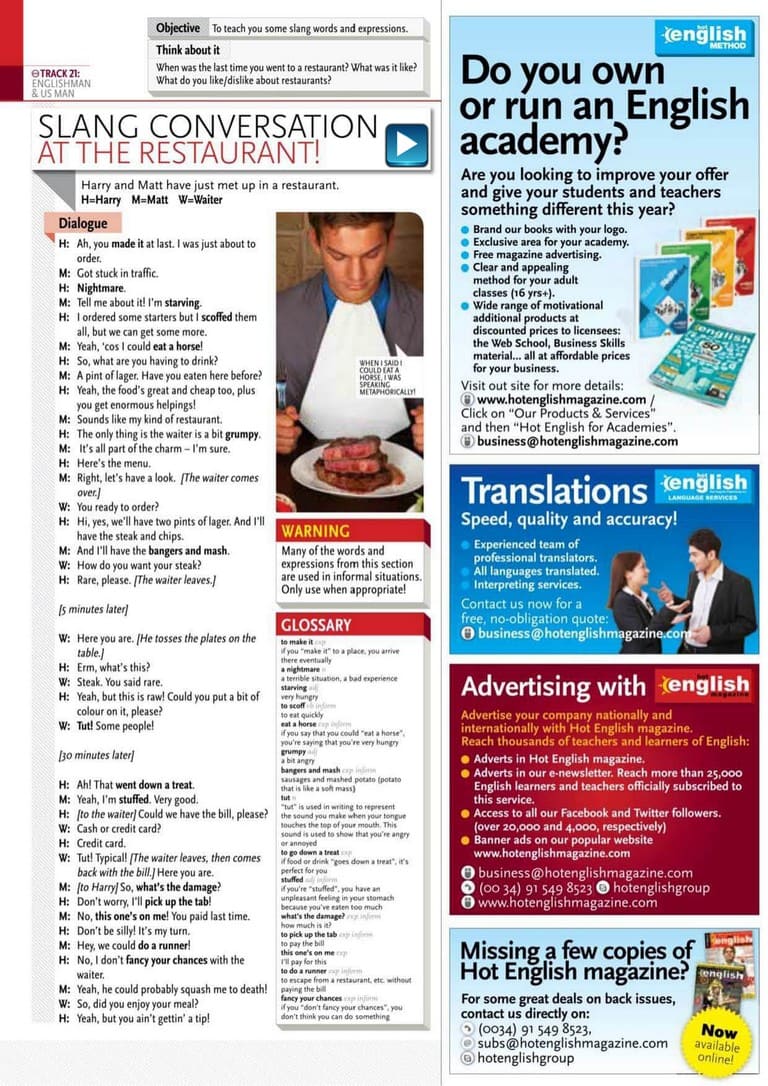 Objective To teach you some slang words and expressions.
Think about it
When was the last time you went to a restaurant? What was it like?
What do you like/dislike about restaurants?
TRACK 21:
ENGLISHMAN
& US MAN
SLANG CONVERSATION
AT THE RESTAURANT!
Harry and Matt have just met up in a restaurant.
H=Harry M=Matt W=Waiter
Dialogue
H: Ah, you made it at last. I was just about to
order.
M: Got stuck in traffic.
H: Nightmare.
M: Tell me about it! I'm starving.
H: I ordered some starters but I scoffed them
all, but we can get some more.
M: Yeah, 'cos I could eat a horse!
H: So, what are you having to drink?
M: A pint of lager. Have you eaten here before?
H: Yeah, the food's great and cheap too, plus
you get enormous helpings!
M: Sounds like my kind of restaurant.
H: The only thing is the waiter is a bit grumpy.
M: It's all part of the charm – I'm sure.
H: Here's the menu.
M: Right, let's have a look. [The waiter comes
over.]
W: You ready to order?
H: Hi, yes, we'll have two pints of lager. And I'll
have the steak and chips.
M: And I'll have the bangers and mash.
W: How do you want your steak?
H: Rare, please. [The waiter leaves.]
[5 minutes later]
W: Here you are. [He tosses the plates on the
table.]
H: Erm, what's this?
W: Steak. You said rare.
H: Yeah, but this is raw! Could you put a bit of
colour on it, please?
W: Tut! Some people!
[30 minutes later]
H: Ah! That went down a treat.
M: Yeah, I'm stuffed. Very good.
H: [to the waiter] Could we have the bill, please?
W: Cash or credit card?
H: Credit card.
W: Tut! Typical! [The waiter leaves, then comes
back with the bill.] Here you are.
M: [to Harry] So, what's the damage?
H: Don't worry, I'll pick up the tab!
M: No, this one's on me! You paid last time.
H: Don't be silly! It's my turn.
M: Hey, we could do a runner!
H: No, I don't fancy your chances with the
waiter.
M: Yeah, he could probably squash me to death!
W: So, did you enjoy your meal?
H: Yeah, but you ain't gettin' a tip!
WHEN I SAID I
COULD EAT A
HORSE, I WAS
SPEAKING
METAPHORICALLY!
WARNING
Many of the words and
expressions from this section
are used in informal situations.
Only use when appropriate!
GLOSSARY
to make it exp
if you "make it" to a place, you arrive
there eventually
a nightmare n
a terrible situation, a bad experience
starving adj
very hungry
to scoff vb inform
to eat quickly
eat a horse exp inform
if you say that you could "eat a horse",
you're saying that you're very hungry
grumpy adj
a bit angry
bangers and mash exp inform
sausages and mashed potato (potato
that is like a soft mass)
tut n
"tut" is used in writing to represent
the sound you make when your tongue
touches the top of your mouth. This
sound is used to show that you're angry
or annoyed
to go down a treat exp
if food or drink "goes down a treat", it's
perfect for you
stuffed adj inform
if you're "stuffed", you have an
unpleasant feeling in your stomach
because you've eaten too much
what's the damage? exp inform
how much is it?
to pick up the tab exp inform
to pay the bill
this one's on me exp
I'll pay for this
to do a runner exp inform
to escape from a restaurant, etc. without
paying the bill
fancy your chances exp inform
if you "don't fancy your chances", you
don't think you can do something
hot
english
METHOD
Do you own
or run an English
academy?
Are you looking to improve your offer
and give your students and teachers
something different this year?
Brand our books with your logo.
Exclusive area for your academy.
Free magazine advertising.
Clear and appealing
method for your adult
classes (16 yrs+).
Wide range of motivational
additional products at
discounted prices to licensees:
the Web School, Business Skills
material... all at affordable prices
for your business.
Visit out site for more details:
www.hotenglishmagazine.com /
Click on "Our Products & Services"
and then "Hot English for Academies".
business@hotenglishmagazine.com
english
50
Translations
hot
english
LANGUAGE SERVICES
Speed, quality and accuracy!
Experienced team of
professional translators.
All languages translated.
Interpreting services.
Contact us now for a
free, no-obligation quote:
business@hotenglishmagazine.com
Advertising with
hot
english
magazine
Advertise your company nationally and
internationally with Hot English magazine.
Reach thousands of teachers and learners of English:
Adverts in Hot English magazine.
Adverts in our e-newsletter. Reach more than 25,000
English learners and teachers officially subscribed to
this service.
Access to all our Facebook and Twitter followers.
(over 20,000 and 4,000, respectively)
Banner ads on our popular website
www.hotenglishmagazine.com
business@hotenglishmagazine.com
(00 34) 91 549 8523 hotenglishgroup
www.hotenglishmagazine.com
Missing a few copies of
Hot English magazine?
For some great deals on back issues,
contact us directly on:
(0034) 91 549 8523,
subs@hotenglishmagazine.com
hotenglishgroup
english
english
Now
available
online!